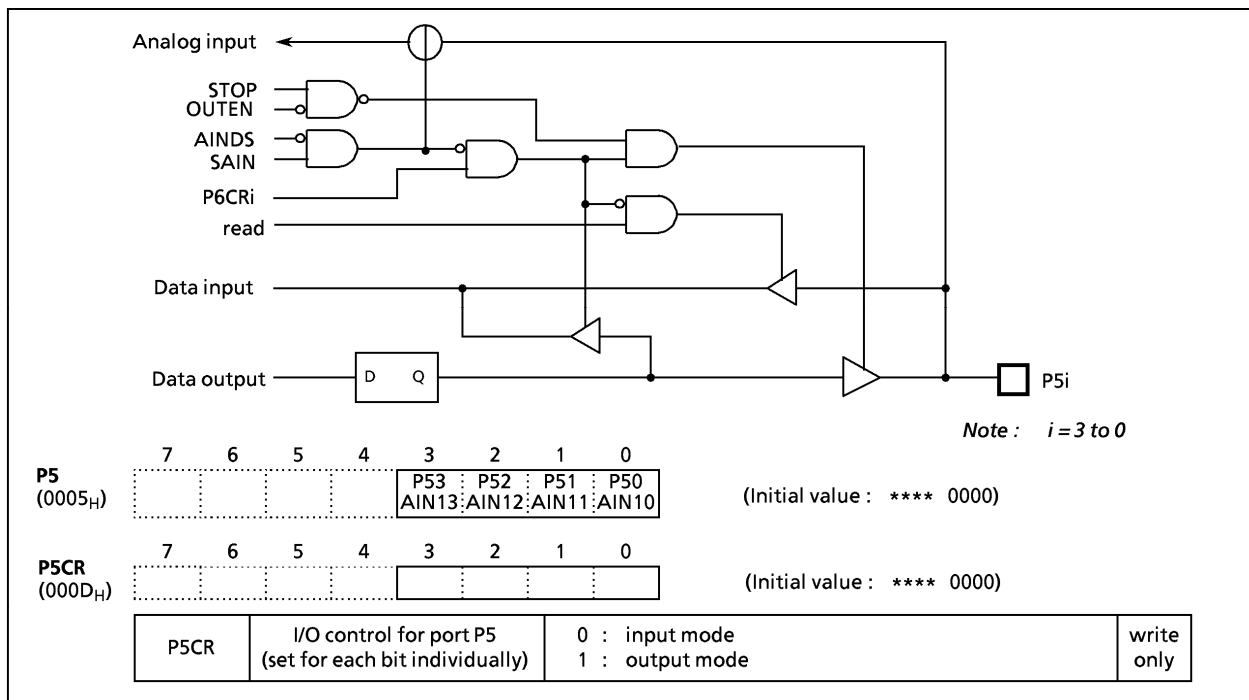 Analog input
STOP
OUTEN
AINDS
SAIN
P6CRi
read
Data input
Data output
D Q
P5i
Note : i = 3 to 0
7 6 5 4 3 2 1 0
P5
(0005H)
P53 P52 P51 P50
AIN13 AIN12 AIN11 AIN10
(Initial value : **** 0000)
7 6 5 4 3 2 1 0
P5CR
(000DH)
(Initial value : **** 0000)
P5CR
I/O control for port P5
(set for each bit individually)
0 : input mode
1 : output mode
write
only